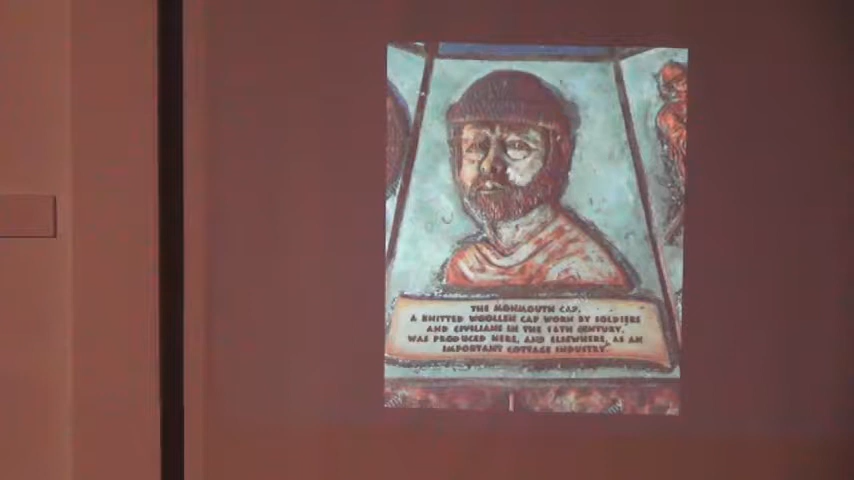 THE MONMOUTH CAP,
A KNITTED WOOLLEN CAP WORN BY SOLDIERS
AND CIVILIANS IN THE 16TH CENTURY,
WAS PRODUCED HERE, AND ELSEWHERE, AS AN
IMPORTANT COTTAGE INDUSTRY